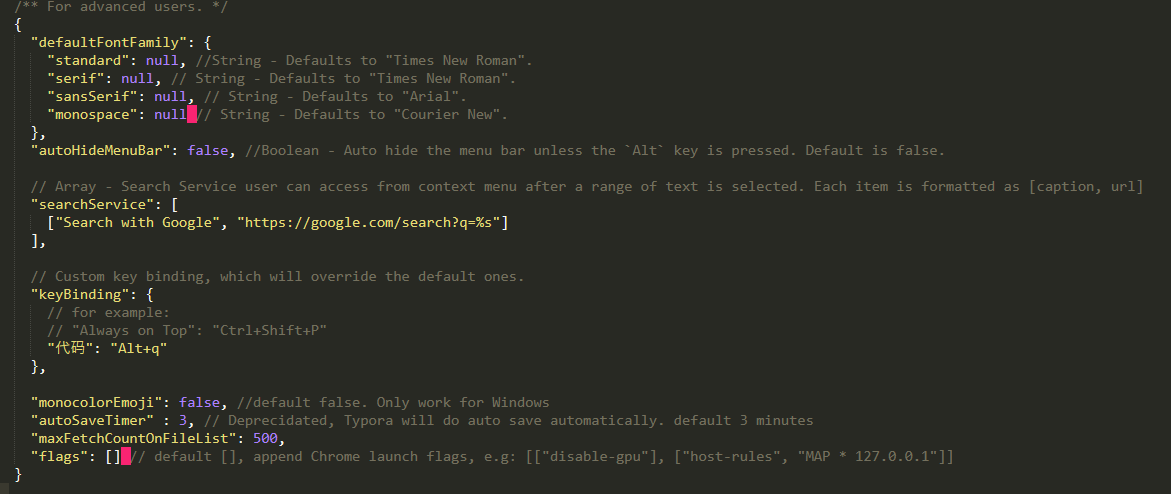 /** For advanced users. */
{
  "defaultFontFamily": {
    "standard": null, //String - Defaults to "Times New Roman".
    "serif": null, // String - Defaults to "Times New Roman".
    "sansSerif": null, // String - Defaults to "Arial".
    "monospace": null // String - Defaults to "Courier New".
  },
  "autoHideMenuBar": false, //Boolean - Auto hide the menu bar unless the `Alt` key is pressed. Default is false.

  // Array - Search Service user can access from context menu after a range of text is selected. Each item is formatted as [caption, url]
  "searchService": [
    ["Search with Google", "https://google.com/search?q=%s"]
  ],

  // Custom key binding, which will override the default ones.
  "keyBinding": {
    // for example:
    // "Always on Top": "Ctrl+Shift+P"
    "代码": "Alt+q"
  },

  "monocolorEmoji": false, //default false. Only work for Windows
  "autoSaveTimer" : 3, // Deprecidated, Typora will do auto save automatically. default 3 minutes
  "maxFetchCountOnFileList": 500,
  "flags": [] // default [], append Chrome launch flags, e.g: [["disable-gpu"], ["host-rules", "MAP * 127.0.0.1"]]
}